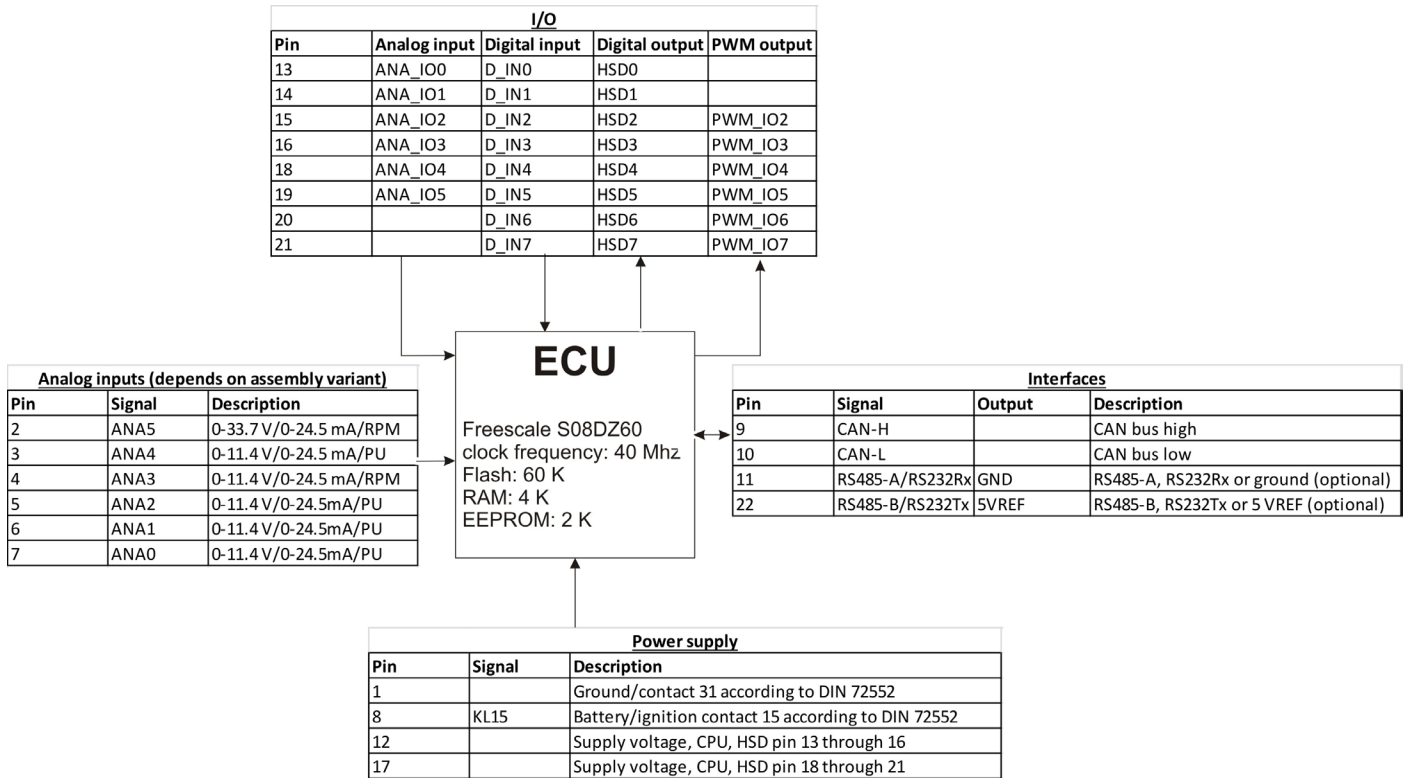 I/O
Pin Analog input Digital input Digital output PWM output
13 ANA_IO0 D_IN0 HSD0
14 ANA_IO1 D_IN1 HSD1
15 ANA_IO2 D_IN2 HSD2 PWM_IO2
16 ANA_IO3 D_IN3 HSD3 PWM_IO3
18 ANA_IO4 D_IN4 HSD4 PWM_IO4
19 ANA_IO5 D_IN5 HSD5 PWM_IO5
20 D_IN6 HSD6 PWM_IO6
21 D_IN7 HSD7 PWM_IO7
Analog inputs (depends on assembly variant)
Pin Signal Description
2 ANA5 0-33.7 V/0-24.5 mA/RPM
3 ANA4 0-11.4 V/0-24.5 mA/PU
4 ANA3 0-11.4 V/0-24.5 mA/RPM
5 ANA2 0-11.4 V/0-24.5mA/PU
6 ANA1 0-11.4 V/0-24.5mA/PU
7 ANA0 0-11.4 V/0-24.5mA/PU
ECU
Freescale S08DZ60
clock frequency: 40 Mhz
Flash: 60 K
RAM: 4 K
EEPROM: 2 K
Interfaces
Pin Signal Output Description
9 CAN-H CAN bus high
10 CAN-L CAN bus low
11 RS485-A/RS232Rx GND RS485-A, RS232Rx or ground (optional)
22 RS485-B/RS232Tx 5VREF RS485-B, RS232Tx or 5 VREF (optional)
Power supply
Pin Signal Description
1 Ground/contact 31 according to DIN 72552
8 KL15 Battery/ignition contact 15 according to DIN 72552
12 Supply voltage, CPU, HSD pin 13 through 16
17 Supply voltage, CPU, HSD pin 18 through 21